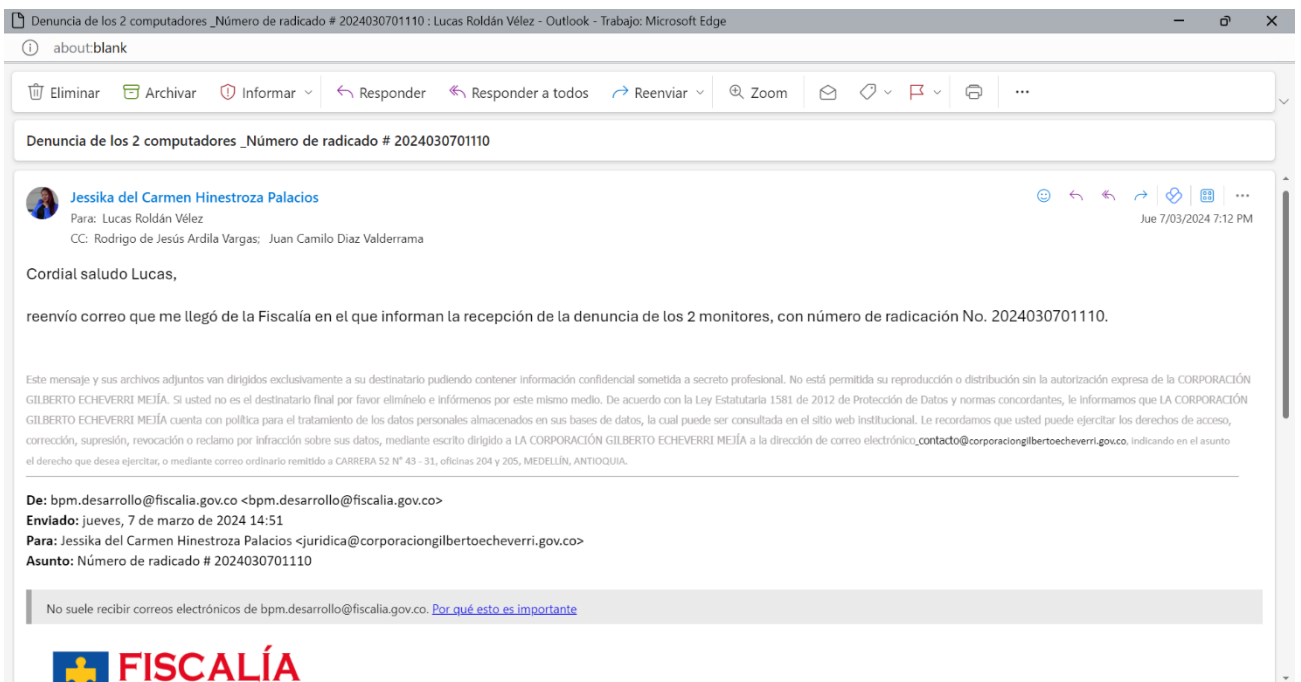 Denuncia de los 2 computadores _Número de radicado # 2024030701110 : Lucas Roldán Vélez - Outlook - Trabajo: Microsoft Edge
about:blank
Eliminar Archivar Informar Responder Responder a todos Reenviar Zoom
Denuncia de los 2 computadores _Número de radicado # 2024030701110
Jessika del Carmen Hinestroza Palacios
Para: Lucas Roldán Vélez
Jue 7/03/2024 7:12 PM
CC: Rodrigo de Jesús Ardila Vargas; Juan Camilo Diaz Valderrama
Cordial saludo Lucas,
reenvío correo que me llegó de la Fiscalía en el que informan la recepción de la denuncia de los 2 monitores, con número de radicación No. 2024030701110.
Este mensaje y sus archivos adjuntos van dirigidos exclusivamente a su destinatario pudiendo contener información confidencial sometida a secreto profesional. No está permitida su reproducción o distribución sin la autorización expresa de la CORPORACIÓN
GILBERTO ECHEVERRI MEJÍA. Si usted no es el destinatario final por favor elimínelo e infórmenos por este mismo medio. De acuerdo con la Ley Estatutaria 1581 de 2012 de Protección de Datos y normas concordantes, le informamos que LA CORPORACIÓN
GILBERTO ECHEVERRI MEJÍA cuenta con política para el tratamiento de los datos personales almacenados en sus bases de datos, la cual puede ser consultada en el sitio web institucional. Le recordamos que usted puede ejercitar los derechos de acceso,
corrección, supresión, revocación o reclamo por infracción sobre sus datos, mediante escrito dirigido a LA CORPORACIÓN GILBERTO ECHEVERRI MEJÍA a la dirección de correo electrónico contacto@corporaciongilbertoecheverri.gov.co, indicando en el asunto
el derecho que desea ejercitar, o mediante correo ordinario remitido a CARRERA 52 N° 43 - 31, oficinas 204 y 205, MEDELLÍN, ANTIOQUIA.
De: bpm.desarrollo@fiscalia.gov.co <bpm.desarrollo@fiscalia.gov.co>
Enviado: jueves, 7 de marzo de 2024 14:51
Para: Jessika del Carmen Hinestroza Palacios <juridica@corporaciongilbertoecheverri.gov.co>
Asunto: Número de radicado # 2024030701110
No suele recibir correos electrónicos de bpm.desarrollo@fiscalia.gov.co. Por qué esto es importante
FISCALÍA